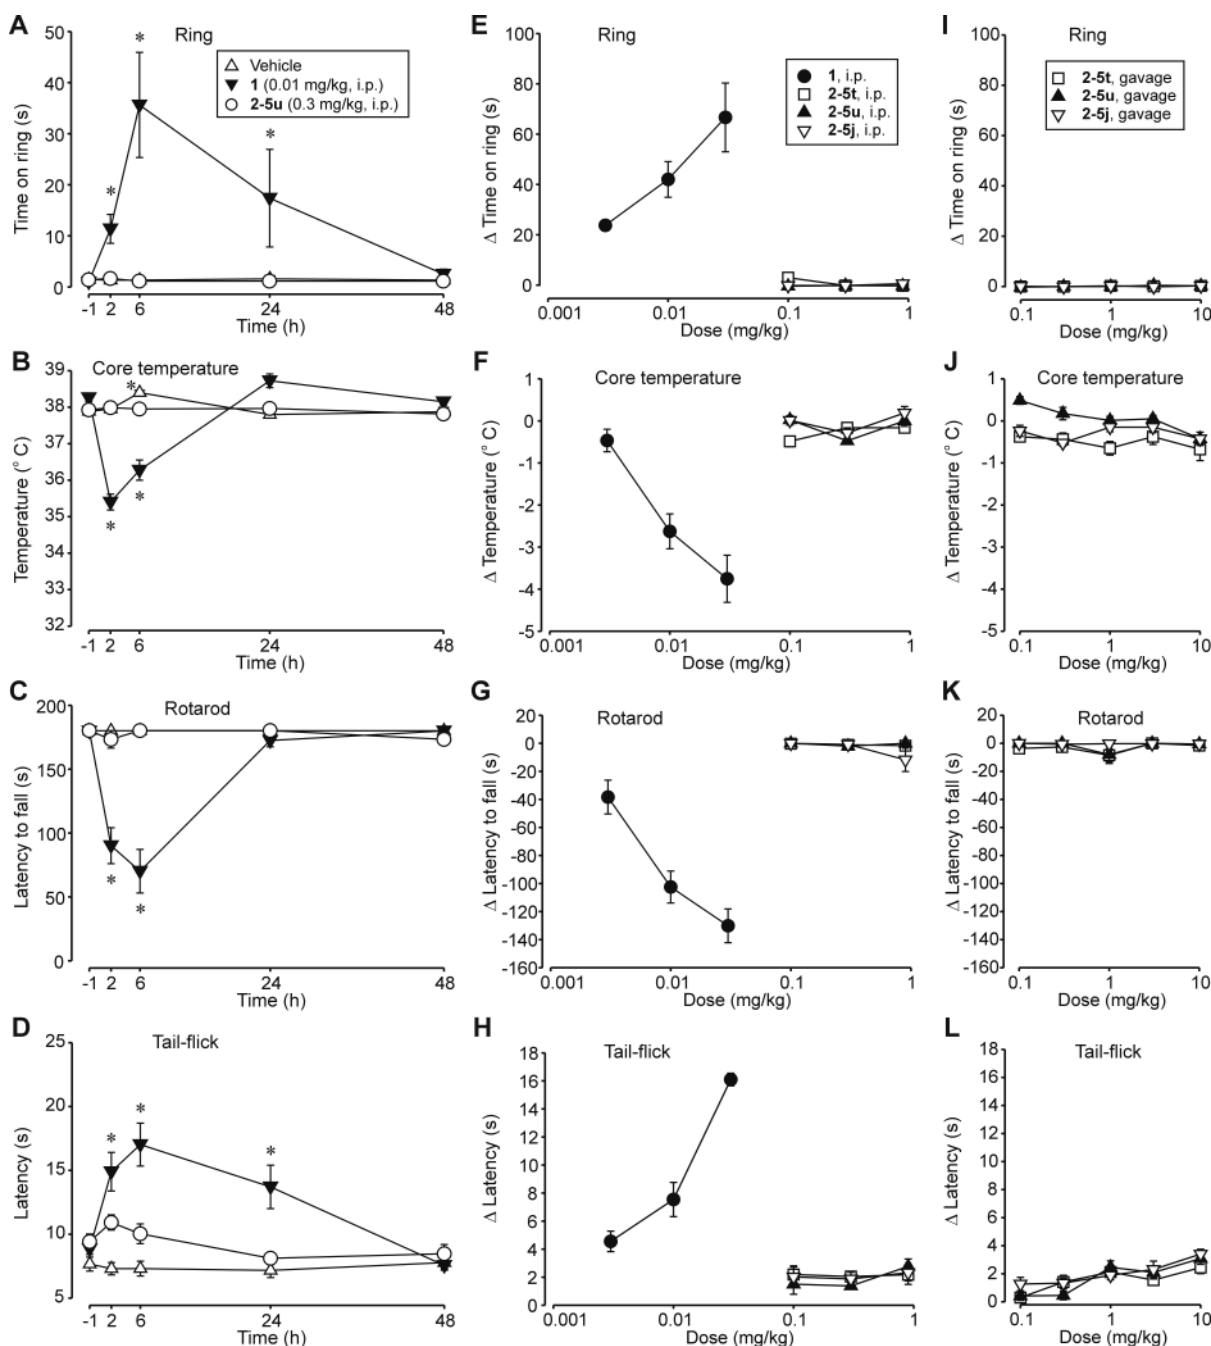 A
Ring
Time on ring (s)
50
40
30
20
10
0
Vehicle
1 (0.01 mg/kg, i.p.)
2-5u (0.3 mg/kg, i.p.)
*
*
*
-1 2 6 24 48
Time (h)
E
Ring
Δ Time on ring (s)
100
80
60
40
20
0
1, i.p.
2-5t, i.p.
2-5u, i.p.
2-5j, i.p.
0.001 0.01 0.1 1
Dose (mg/kg)
I
Ring
Δ Time on ring (s)
100
80
60
40
20
0
2-5t, gavage
2-5u, gavage
2-5j, gavage
0.1 1 10
Dose (mg/kg)
B
Core temperature
Temperature (° C)
39
38
37
36
35
34
33
32
*
*
*
-1 2 6 24 48
Time (h)
F
Core temperature
Δ Temperature (° C)
1
0
-1
-2
-3
-4
-5
0.001 0.01 0.1 1
Dose (mg/kg)
J
Core temperature
Δ Temperature (° C)
1
0
-1
-2
-3
-4
-5
0.1 1 10
Dose (mg/kg)
C
Rotarod
Latency to fall (s)
200
150
100
50
0
*
*
-1 2 6 24 48
Time (h)
G
Rotarod
Δ Latency to fall (s)
20
0
-20
-40
-60
-80
-100
-120
-140
-160
0.001 0.01 0.1 1
Dose (mg/kg)
K
Rotarod
Δ Latency to fall (s)
20
0
-20
-40
-60
-80
-100
-120
-140
-160
0.1 1 10
Dose (mg/kg)
D
Tail-flick
Latency (s)
25
20
15
10
5
*
*
*
-1 2 6 24 48
Time (h)
H
Tail-flick
Δ Latency (s)
18
16
14
12
10
8
6
4
2
0
0.001 0.01 0.1 1
Dose (mg/kg)
L
Tail-flick
Δ Latency (s)
18
16
14
12
10
8
6
4
2
0
0.1 1 10
Dose (mg/kg)